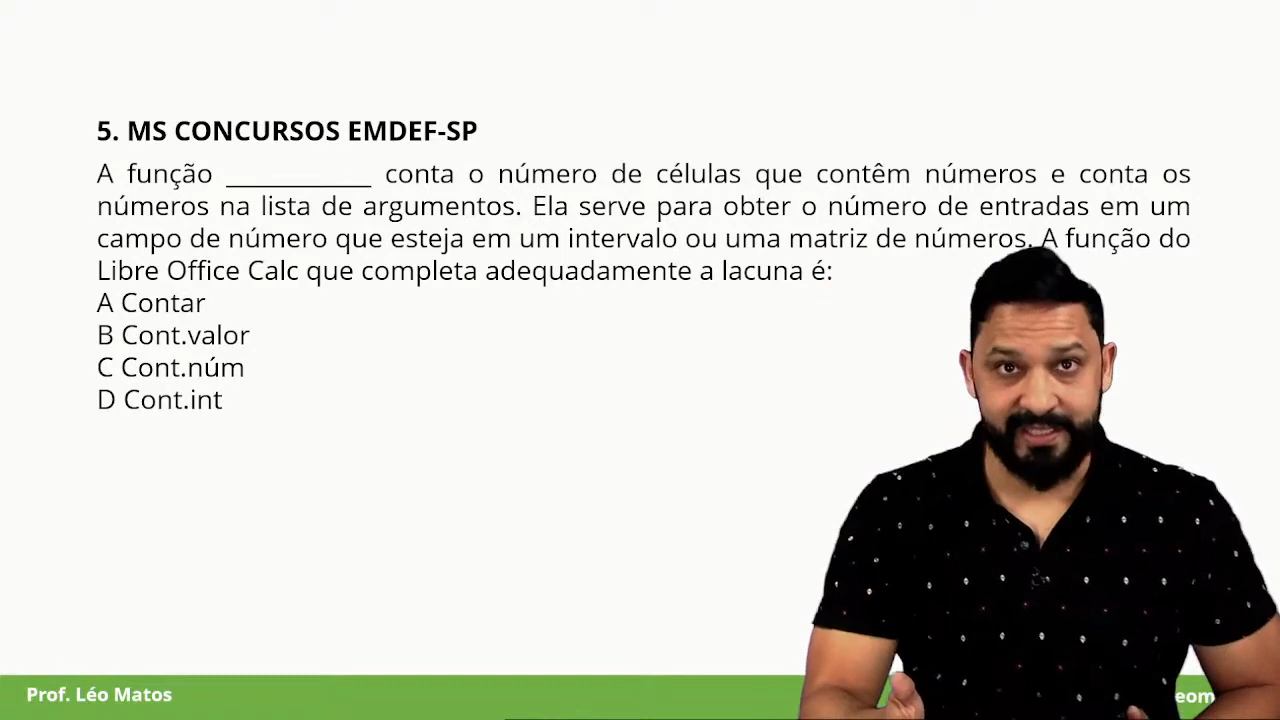 5. MS CONCURSOS EMDEF-SP
A função ___________ conta o número de células que contêm números e conta os
números na lista de argumentos. Ela serve para obter o número de entradas em um
campo de número que esteja em um intervalo ou uma matriz de números. A função do
Libre Office Calc que completa adequadamente a lacuna é:
A Contar
B Cont.valor
C Cont.núm
D Cont.int
Prof. Léo Matos